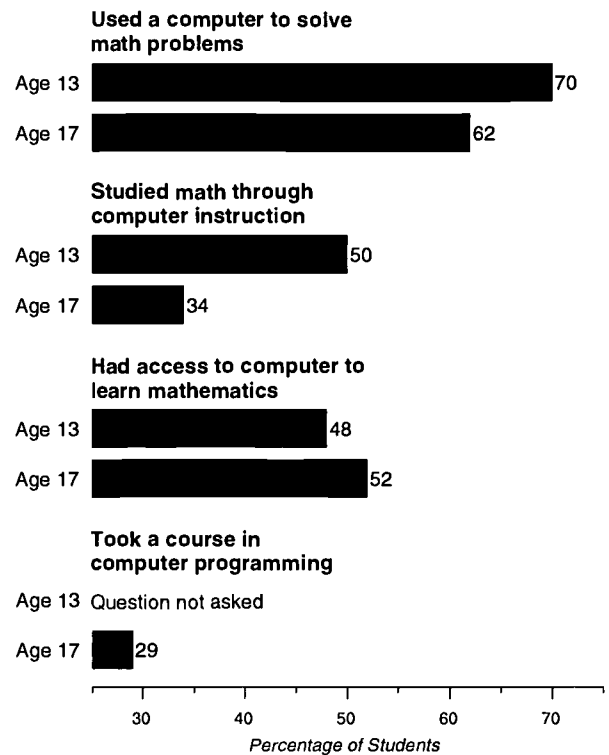 Used a computer to solve
math problems
Age 13 70
Age 17 62
Studied math through
computer instruction
Age 13 50
Age 17 34
Had access to computer to
learn mathematics
Age 13 48
Age 17 52
Took a course in
computer programming
Age 13 Question not asked
Age 17 29
30 40 50 60 70
Percentage of Students